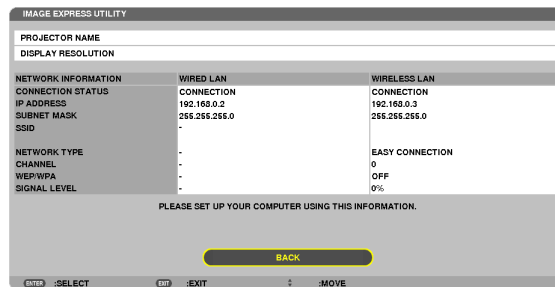 IMAGE EXPRESS UTILITY
PROJECTOR NAME
DISPLAY RESOLUTION
NETWORK INFORMATION WIRED LAN WIRELESS LAN
CONNECTION STATUS CONNECTION CONNECTION
IP ADDRESS 192.168.0.2 192.168.0.3
SUBNET MASK 255.255.255.0 255.255.255.0
SSID -
NETWORK TYPE - EASY CONNECTION
CHANNEL - 0
WEP/WPA - OFF
SIGNAL LEVEL - 0%
PLEASE SET UP YOUR COMPUTER USING THIS INFORMATION.
BACK
ENTER :SELECT EXIT :EXIT :MOVE